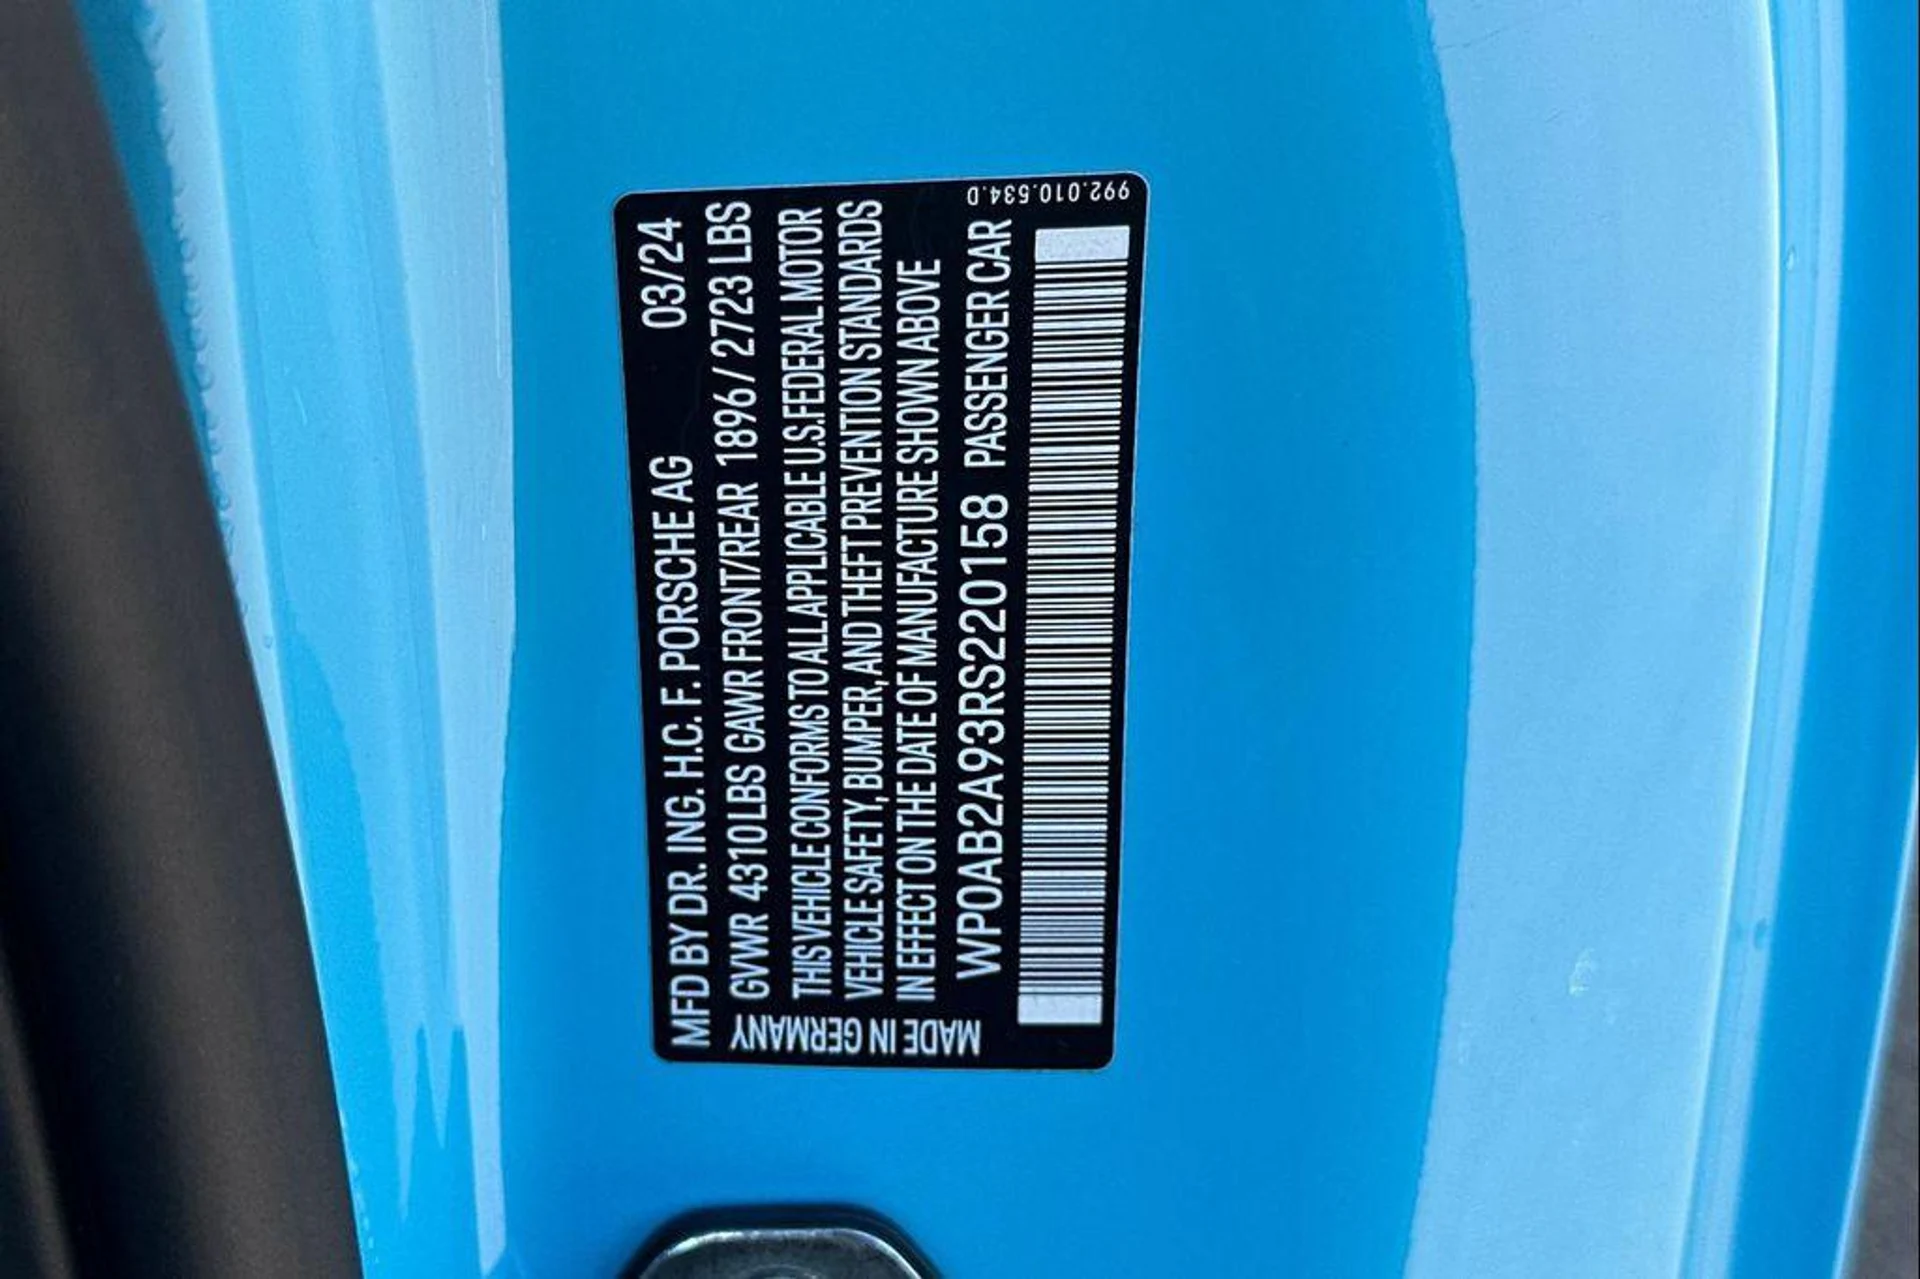 MFD BY DR. ING. H.C. F. PORSCHE AG 03/24
GVWR 4310 LBS GAWR FRONT/REAR 1896 / 2723 LBS
THIS VEHICLE CONFORMS TO ALL APPLICABLE U.S. FEDERAL MOTOR
VEHICLE SAFETY, BUMPER, AND THEFT PREVENTION STANDARDS
IN EFFECT ON THE DATE OF MANUFACTURE SHOWN ABOVE
WP0AB2A93RS220158 PASSENGER CAR
MADE IN GERMANY
992.010.534.D